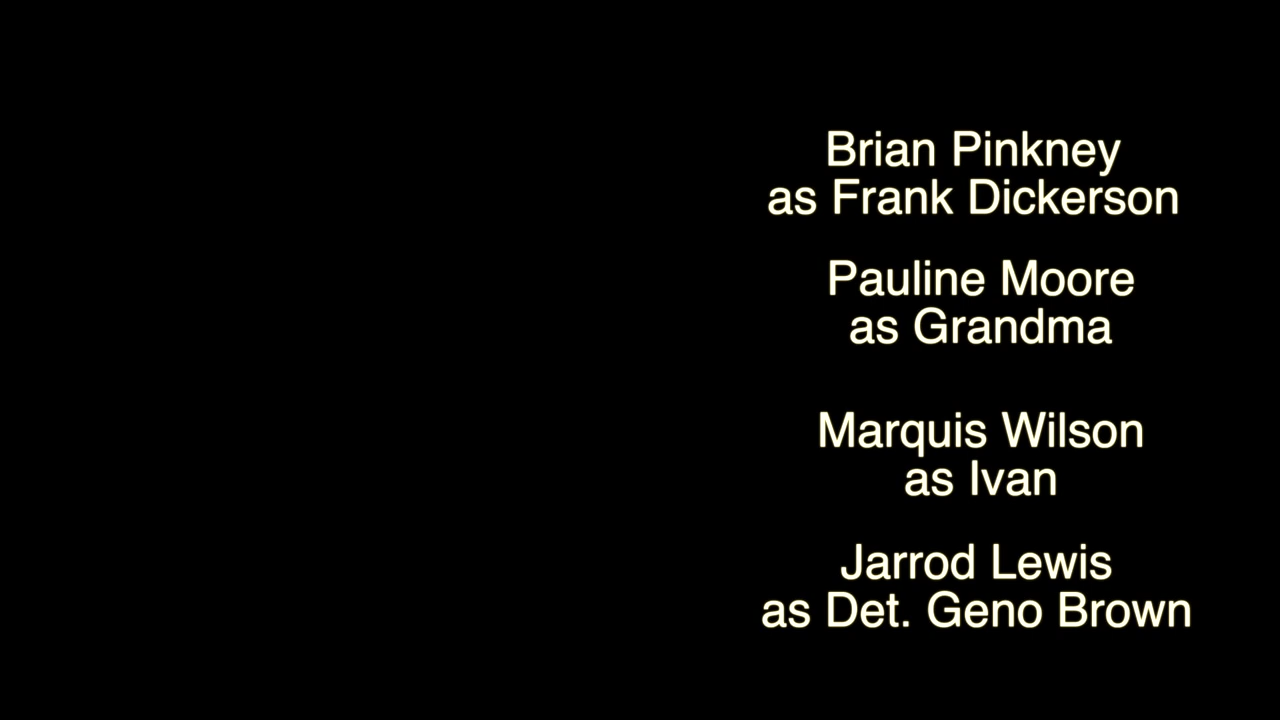 Brian Pinkney
as Frank Dickerson
Pauline Moore
as Grandma
Marquis Wilson
as Ivan
Jarrod Lewis
as Det. Geno Brown